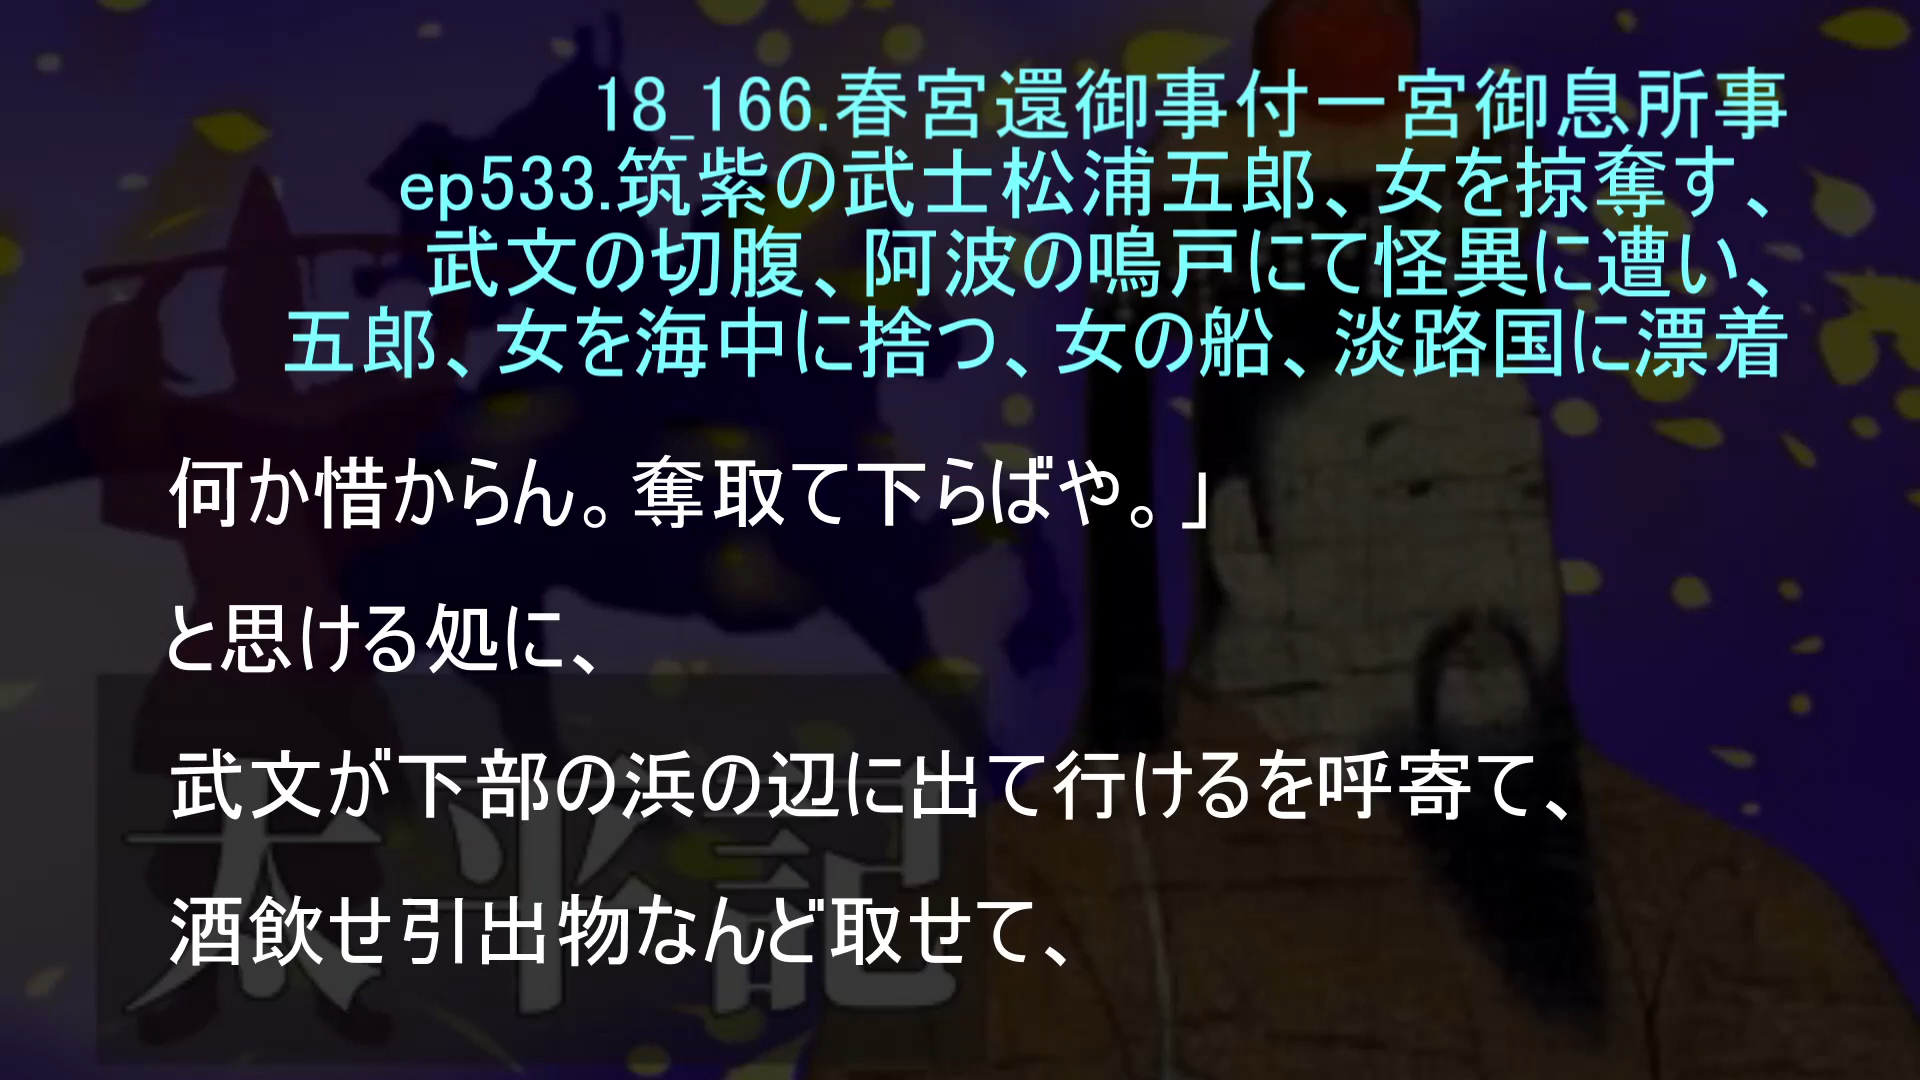 18_166.春宮還御事付一宮御息所事
ep533.筑紫の武士松浦五郎、女を掠奪す、
武文の切腹、阿波の鳴戸にて怪異に遭い、
五郎、女を海中に捨つ、女の船、淡路国に漂着
何か惜からん。奪取て下らばや。」
と思ける処に、
武文が下部の浜の辺に出て行けるを呼寄て、
酒飲せ引出物なんど取せて、
太平記